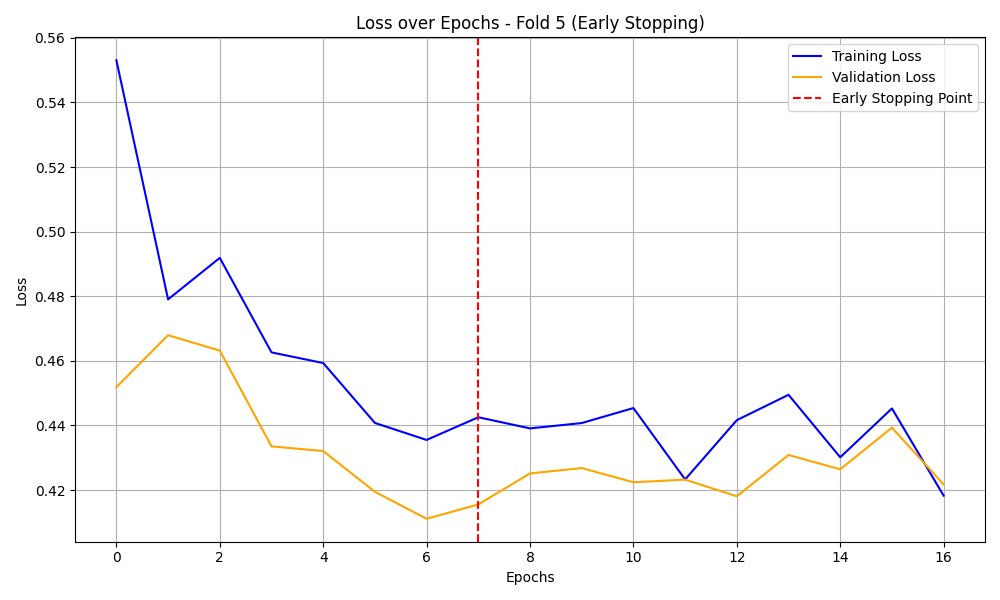 Loss over Epochs - Fold 5 (Early Stopping)
Training Loss
Validation Loss
Early Stopping Point
Loss
0.56
0.54
0.52
0.50
0.48
0.46
0.44
0.42
0 2 4 6 8 10 12 14 16
Epochs